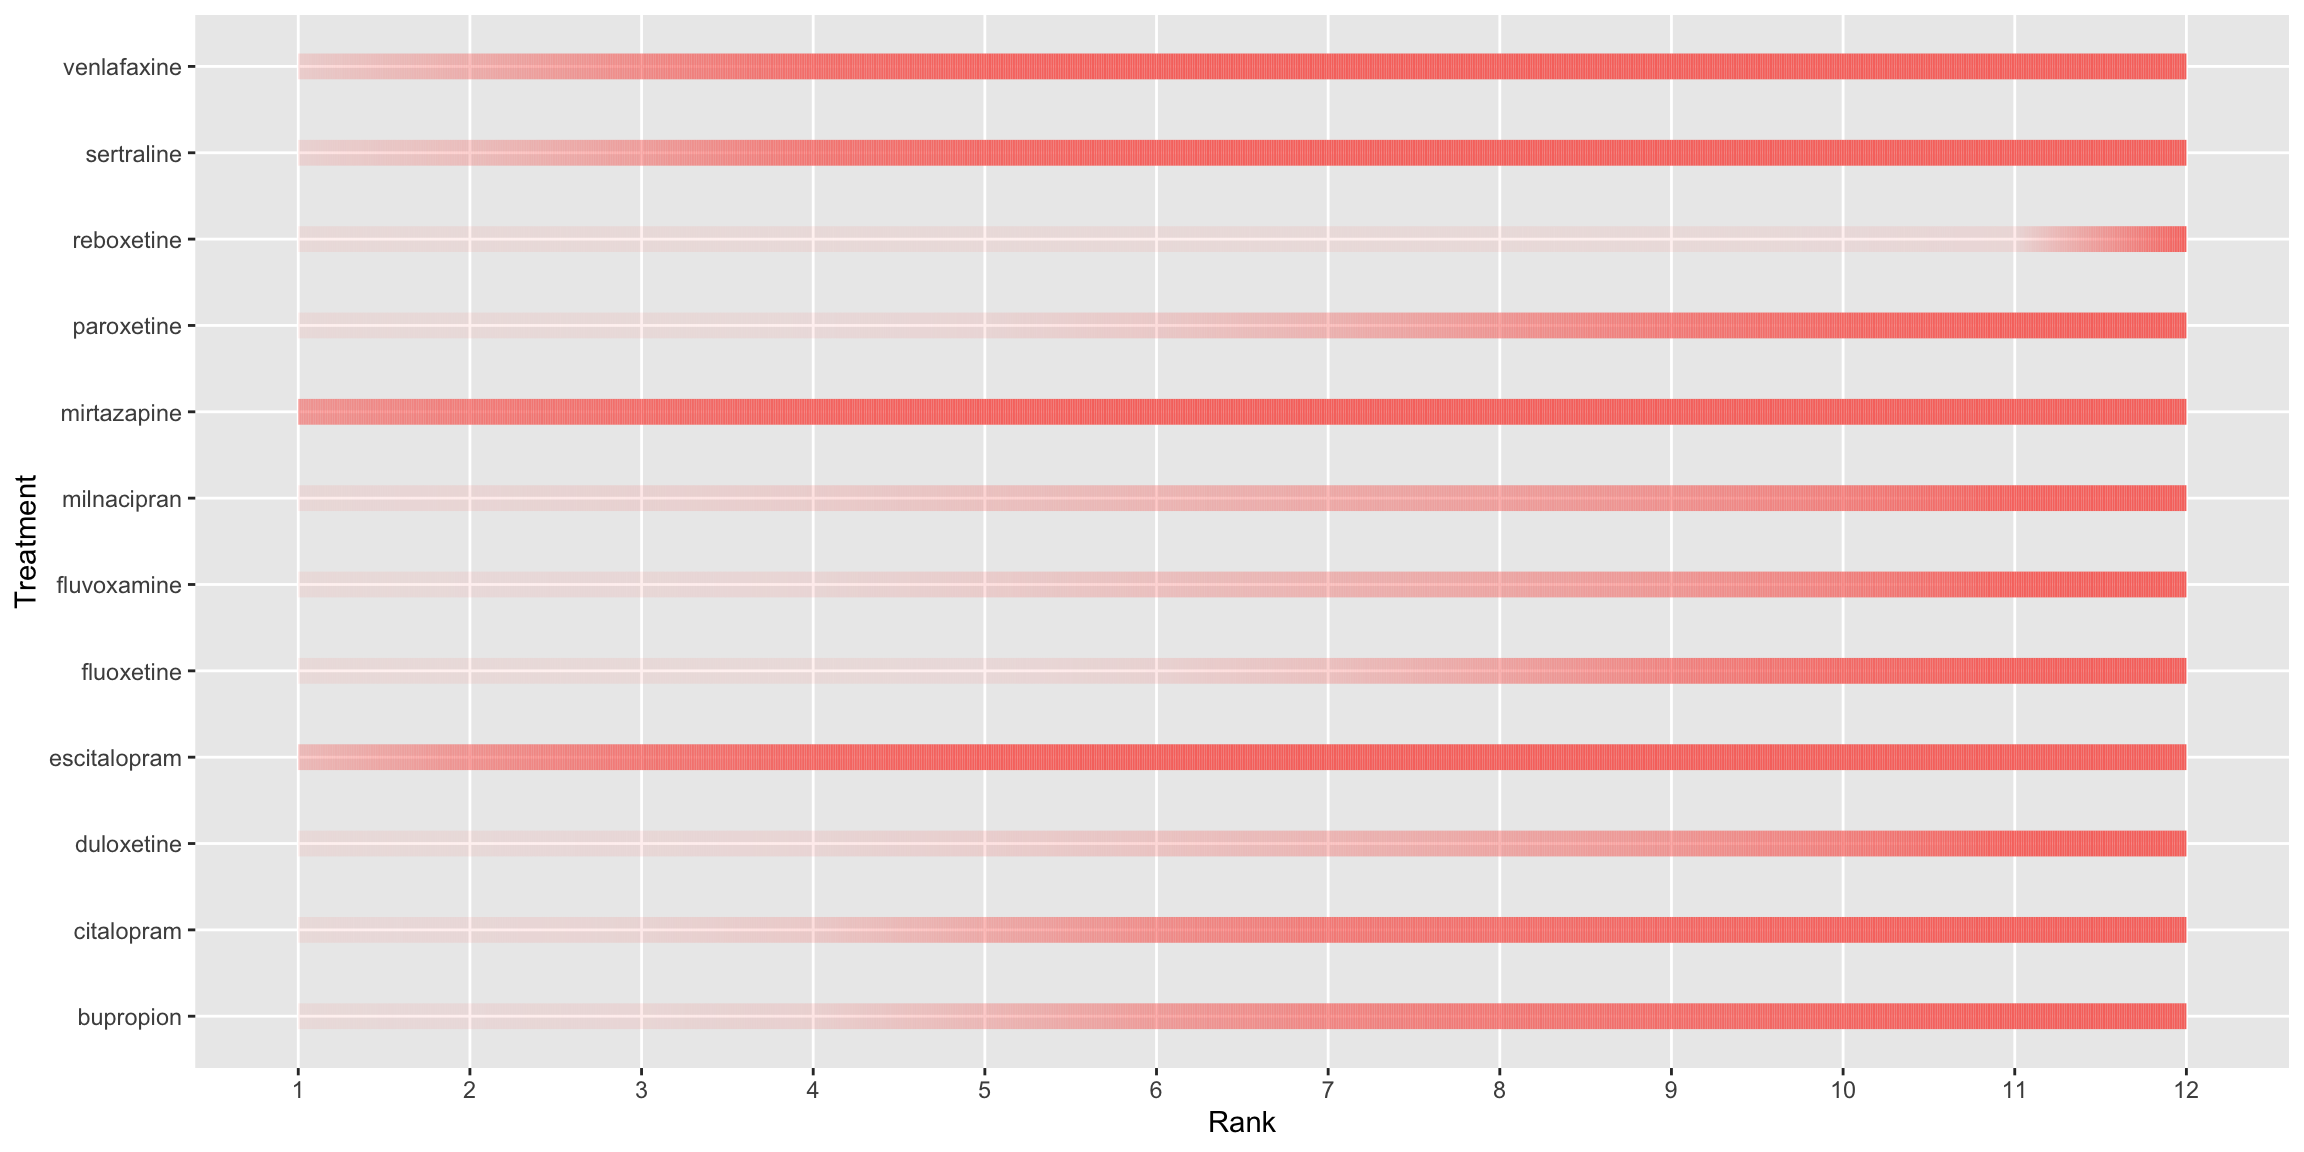 venlafaxine
sertraline
reboxetine
paroxetine
mirtazapine
milnacipran
fluvoxamine
fluoxetine
escitalopram
duloxetine
citalopram
bupropion
Treatment
1 2 3 4 5 6 7 8 9 10 11 12
Rank